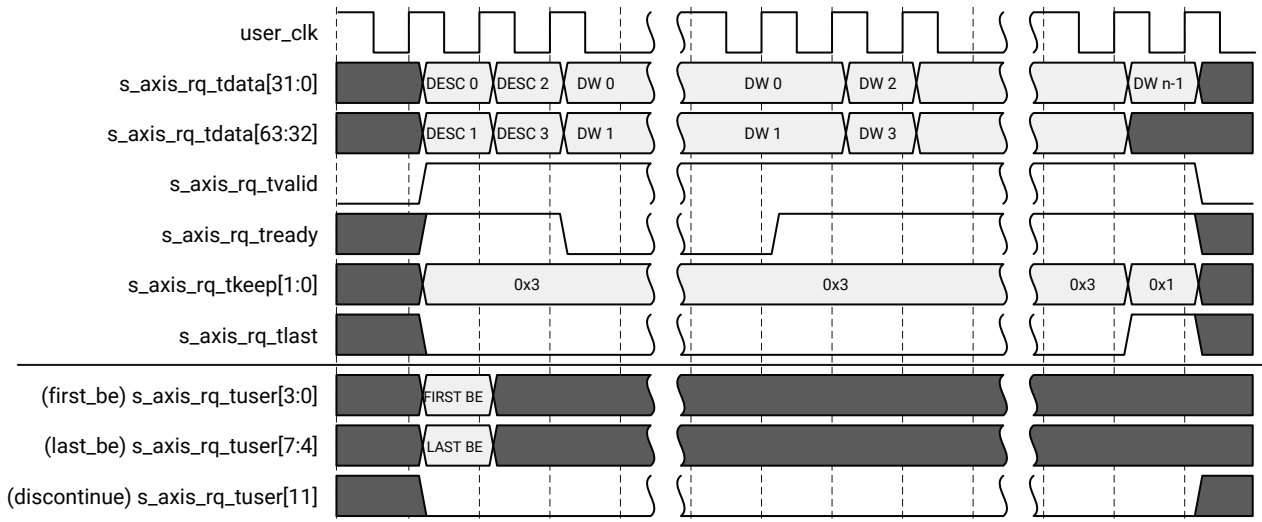 user_clk
s_axis_rq_tdata[31:0] DESC 0 DESC 2 DW 0 DW 0 DW 2 DW n-1
s_axis_rq_tdata[63:32] DESC 1 DESC 3 DW 1 DW 1 DW 3
s_axis_rq_tvalid
s_axis_rq_tready
s_axis_rq_tkeep[1:0] 0x3 0x3 0x3 0x1
s_axis_rq_tlast
(first_be) s_axis_rq_tuser[3:0] FIRST BE
(last_be) s_axis_rq_tuser[7:4] LAST BE
(discontinue) s_axis_rq_tuser[11]